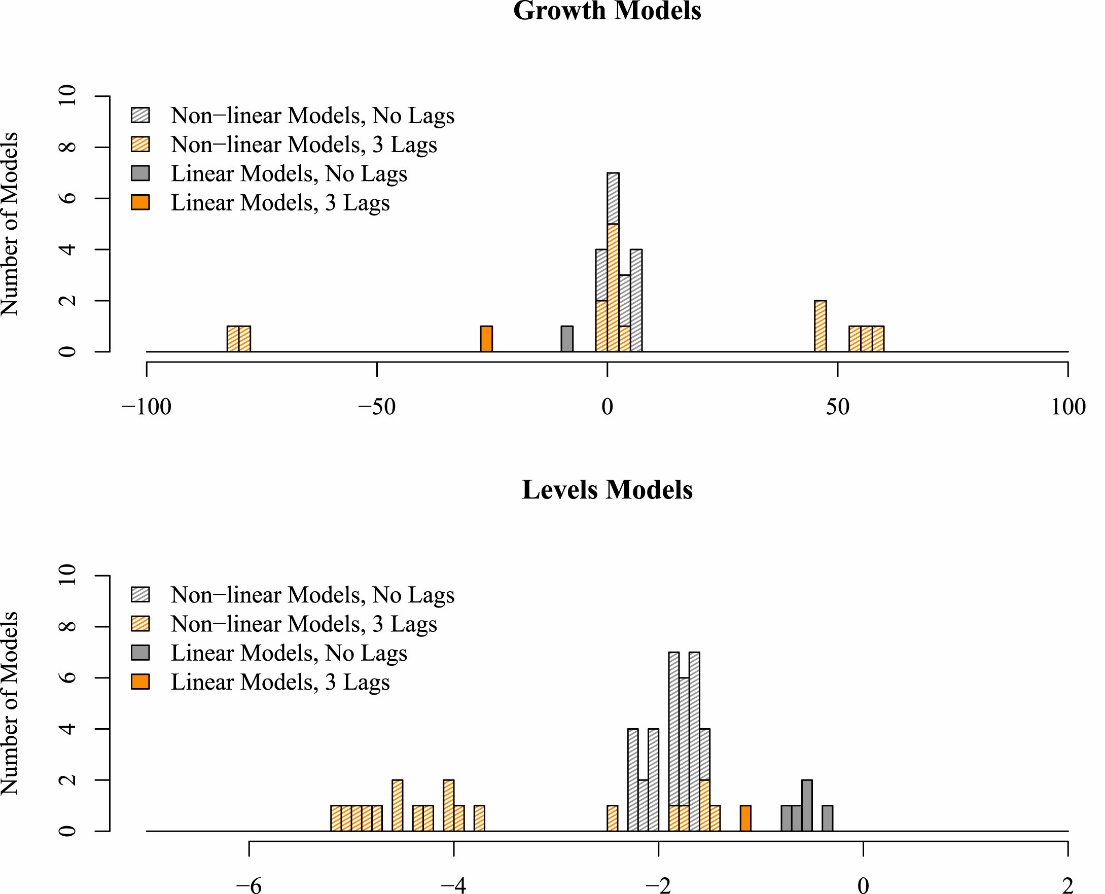 Growth Models
Number of Models
10
8
6
4
2
0
Non−linear Models, No Lags
Non−linear Models, 3 Lags
Linear Models, No Lags
Linear Models, 3 Lags
−100
−50
0
50
100
Levels Models
Number of Models
10
8
6
4
2
0
Non−linear Models, No Lags
Non−linear Models, 3 Lags
Linear Models, No Lags
Linear Models, 3 Lags
−6
−4
−2
0
2